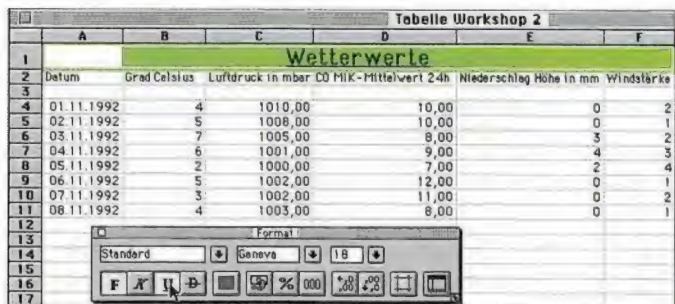 Tabelle Workshop 2
A B C D E F
1 Wetterwerte
2 Datum Grad Celsius Luftdruck in mbar CO MIK-Mittelwert 24h Niederschlag Höhe in mm Windstärke
3
4 01.11.1992 4 1010,00 10,00 0 2
5 02.11.1992 5 1008,00 10,00 0 1
6 03.11.1992 7 1005,00 8,00 3 2
7 04.11.1992 6 1001,00 9,00 4 3
8 05.11.1992 2 1000,00 7,00 2 4
9 06.11.1992 5 1002,00 12,00 0 1
10 07.11.1992 3 1002,00 11,00 0 2
11 08.11.1992 4 1003,00 8,00 0 1
12
13 Format
14 Standard Geneva 18
15
16 F K U D % 000 ,00
17